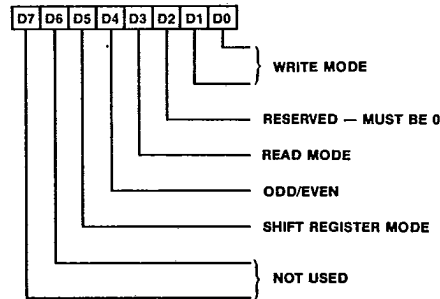 D7 D6 D5 D4 D3 D2 D1 D0
WRITE MODE
RESERVED — MUST BE 0
READ MODE
ODD/EVEN
SHIFT REGISTER MODE
NOT USED